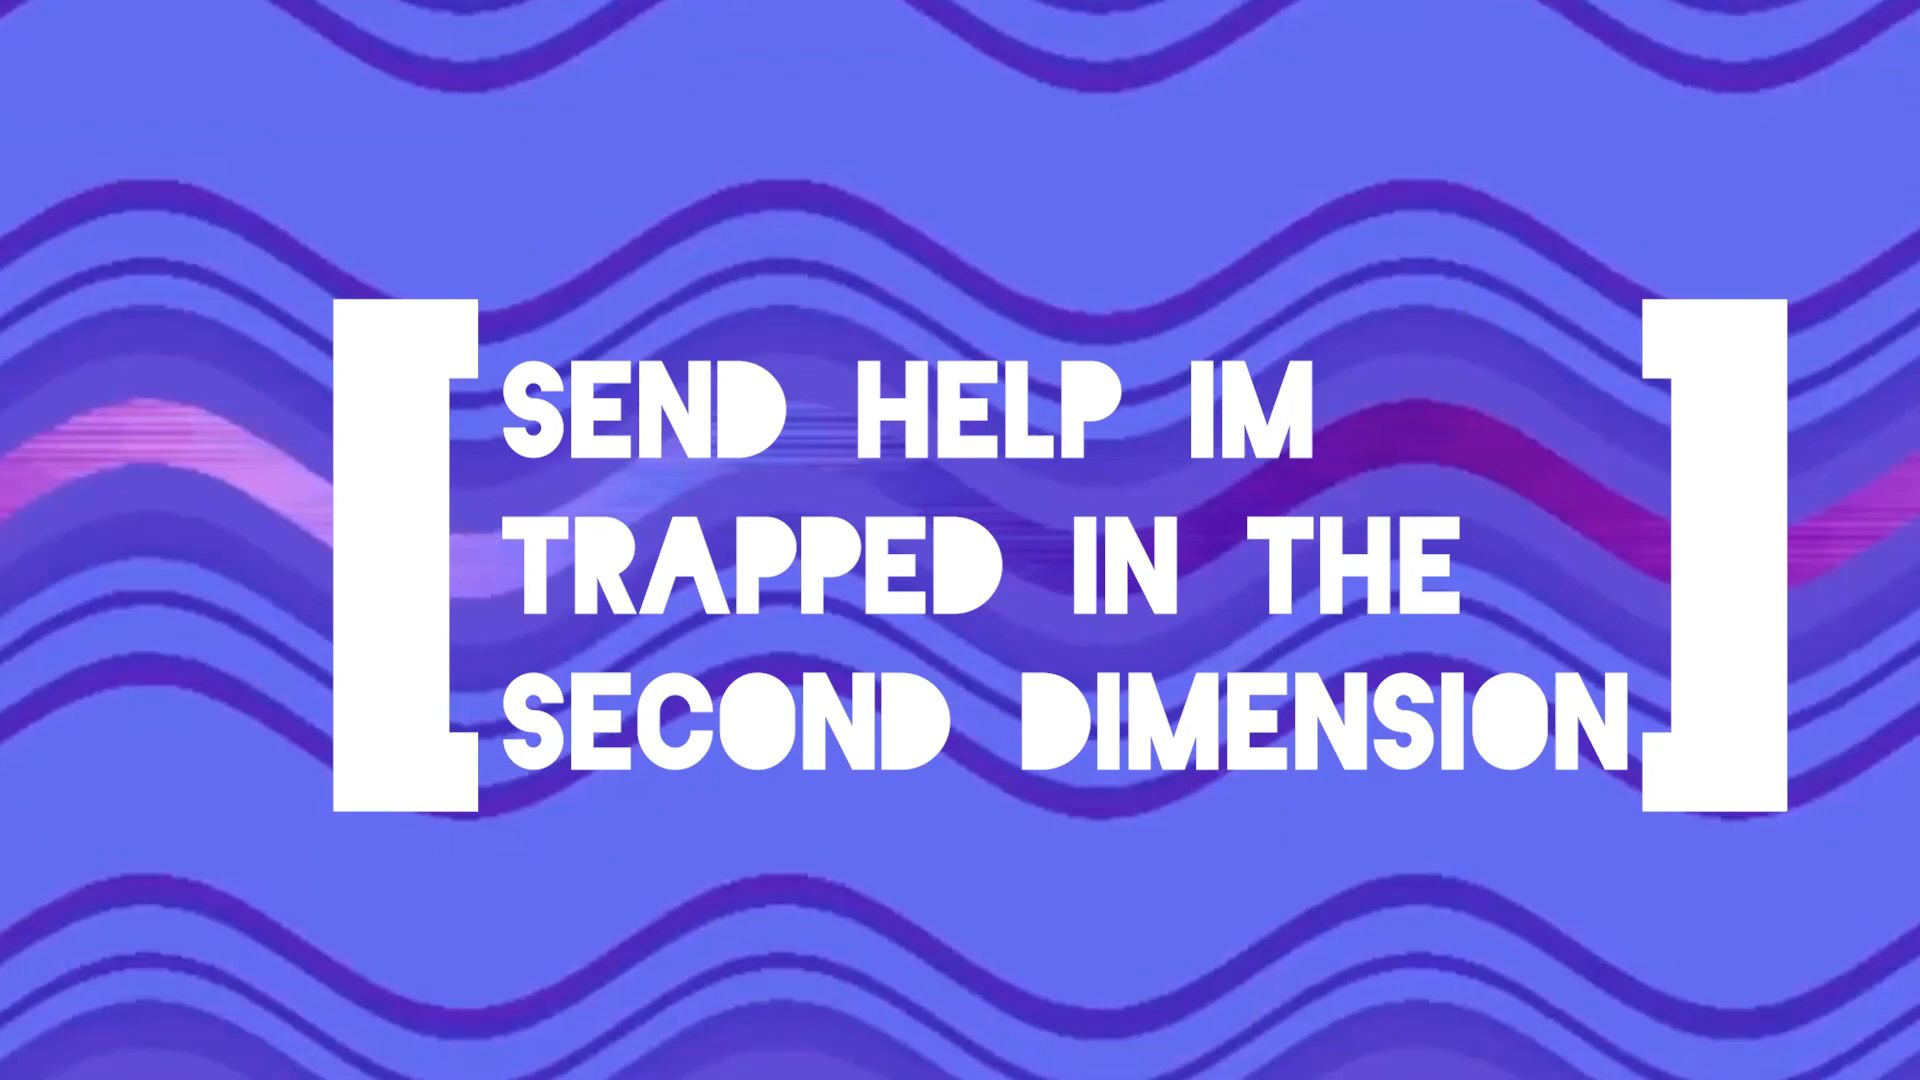 [SEND HELP IM
TRAPPED IN THE
SECOND DIMENSION]